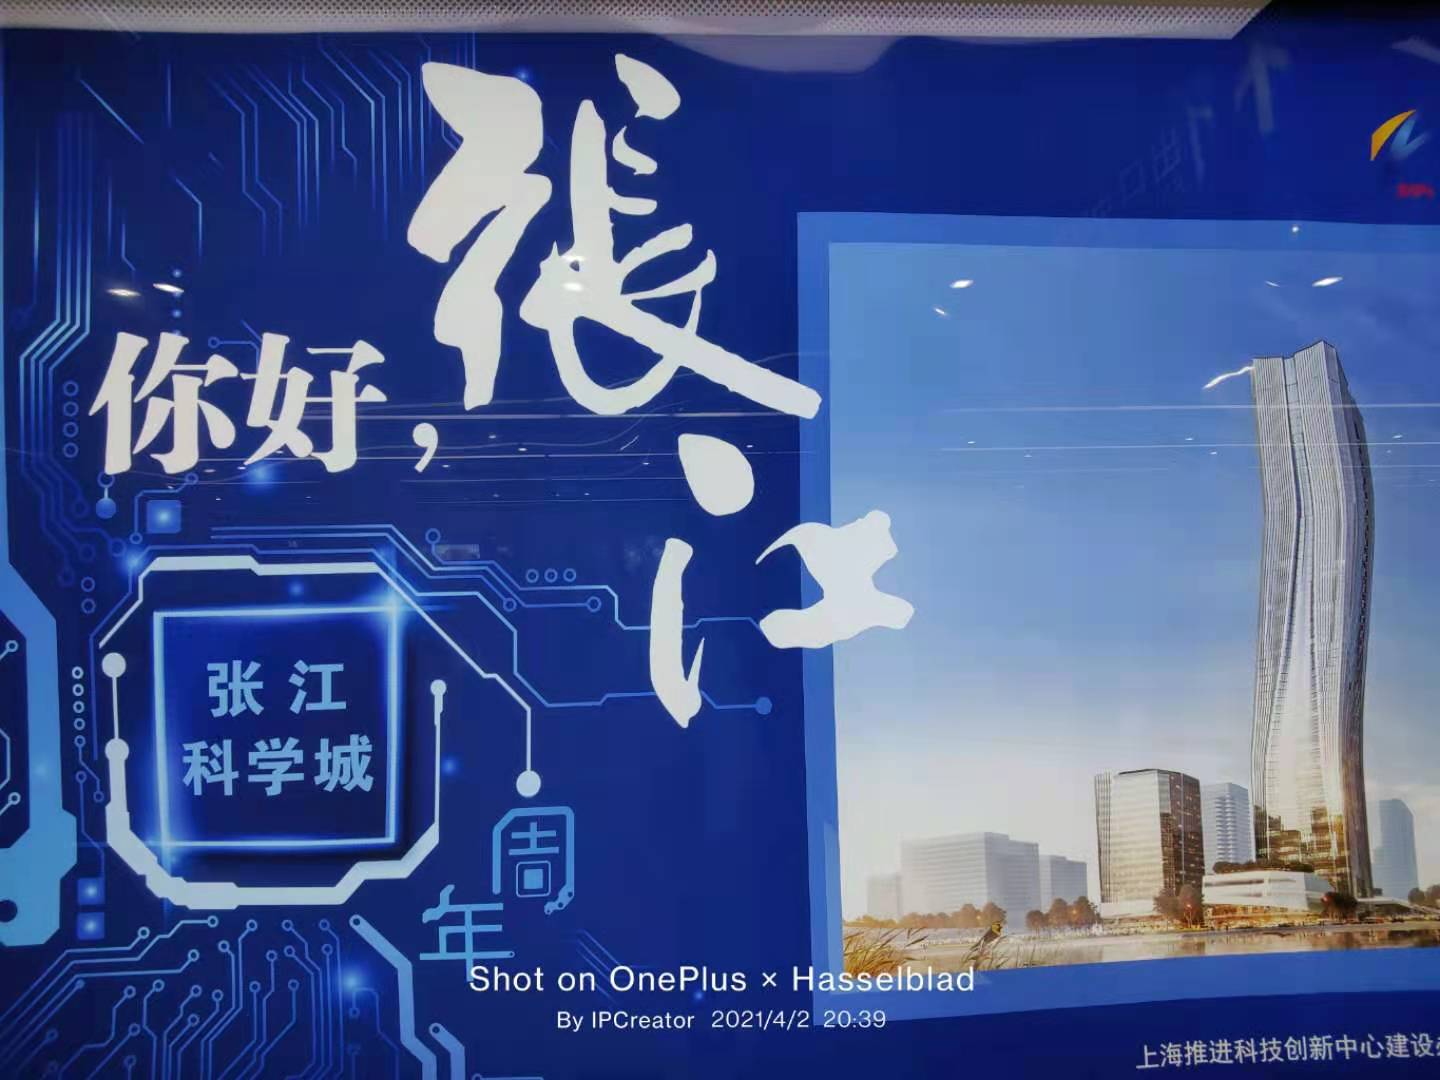 你好，
張江
张江
科学城
周年
Shot on OnePlus × Hasselblad
By IPCreator 2021/4/2 20:39
上海推进科技创新中心建设